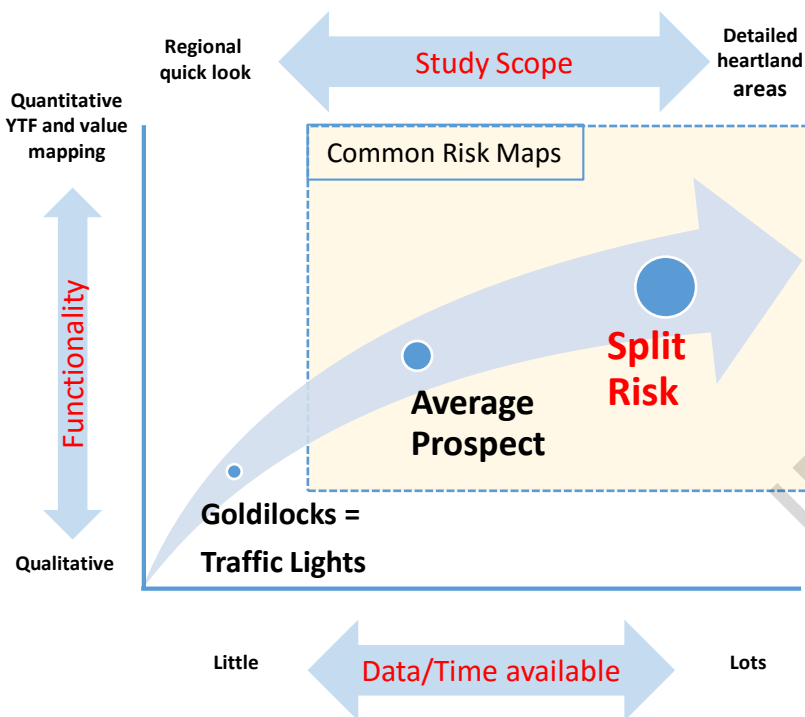 Regional
quick look
Study Scope
Detailed
heartland
areas
Quantitative
YTF and value
mapping
Common Risk Maps
Functionality
Split
Risk
Average
Prospect
Goldilocks =
Traffic Lights
Qualitative
Little
Data/Time available
Lots